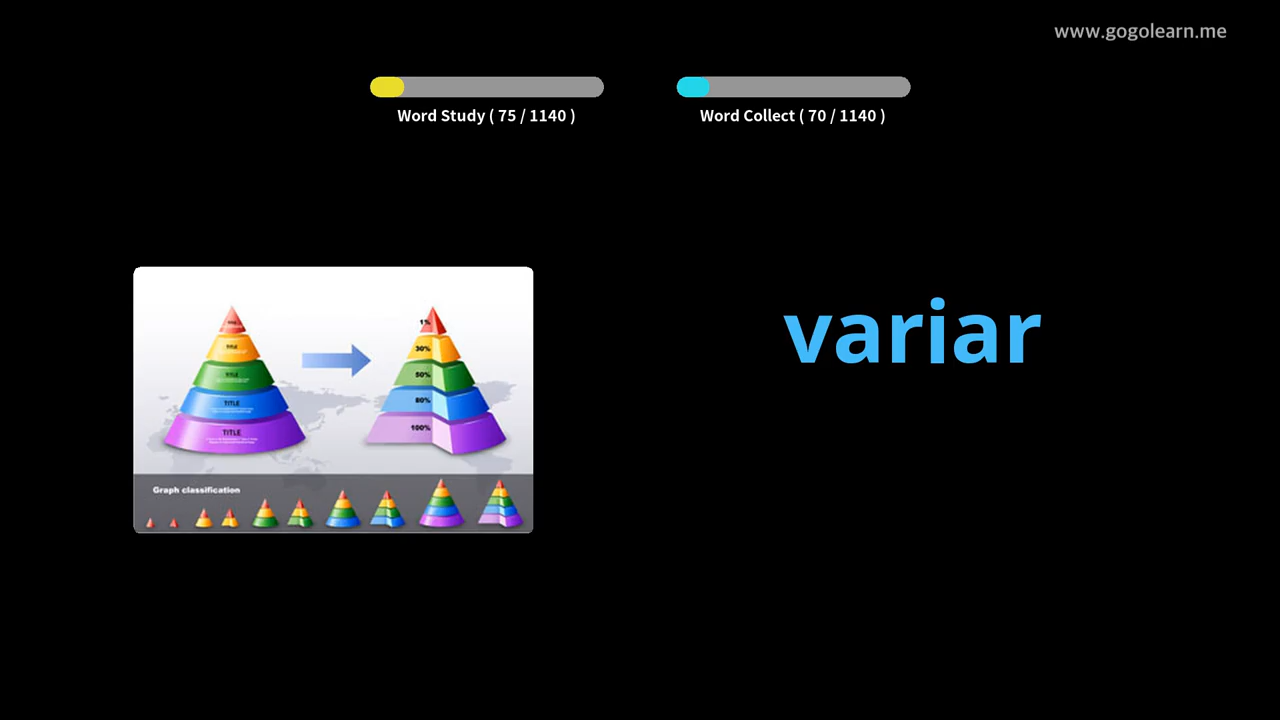 www.gogolearn.me
Word Study ( 75 / 1140 )
Word Collect ( 70 / 1140 )
variar
TITLE
TITLE
TITLE
TITLE
1%
30%
50%
80%
100%
Graph classification